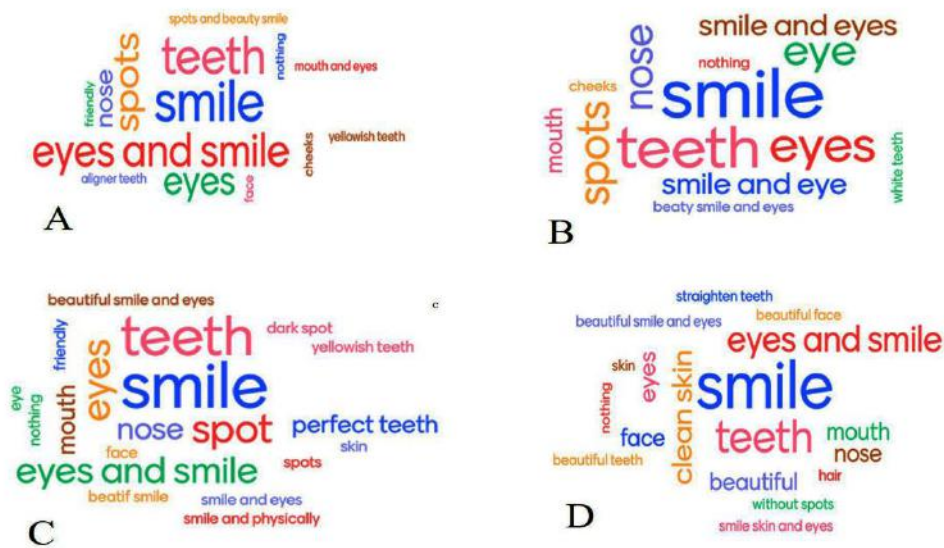 spots and beauty smile
teeth
nothing
mouth and eyes
friendly
nose
spots
smile
eyes and smile
cheeks
yellowish teeth
aligner teeth
eyes
face
A
smile and eyes
eye
nose
nothing
cheeks
smile
mouth
spots
teeth
eyes
white teeth
smile and eye
beaty smile and eyes
B
beautiful smile and eyes
c
friendly
teeth
dark spot
yellowish teeth
eyes
smile
eye
nothing
mouth
nose
spot
perfect teeth
skin
face
eyes and smile
spots
beatif smile
smile and eyes
smile and physically
C
straighten teeth
beautiful smile and eyes
beautiful face
eyes and smile
skin
eyes
clean skin
smile
nothing
face
teeth
mouth
nose
beautiful teeth
beautiful
hair
without spots
smile skin and eyes
D